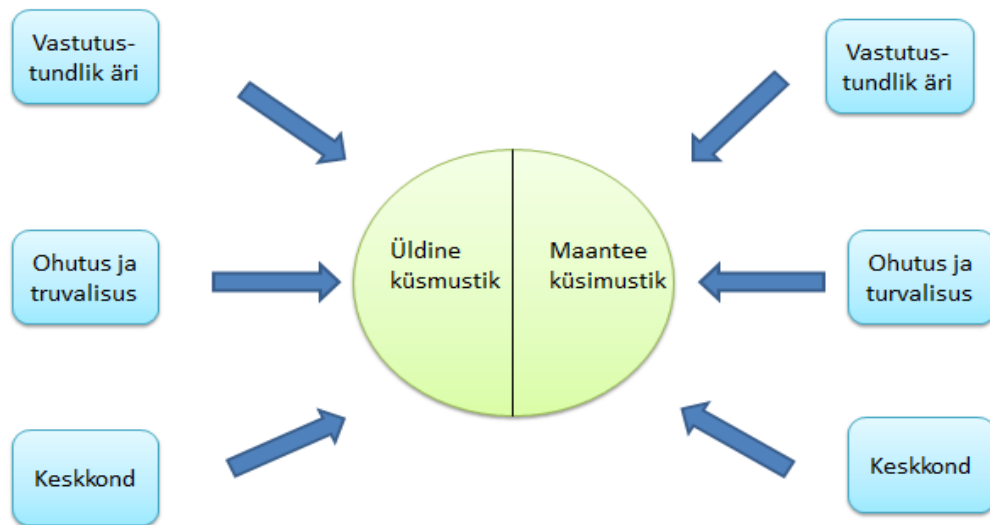 Vastutus-
tundlik äri
Vastutus-
tundlik äri
Üldine
küsmustik
Maantee
küsimustik
Ohutus ja
truvalisus
Ohutus ja
turvalisus
Keskkond
Keskkond